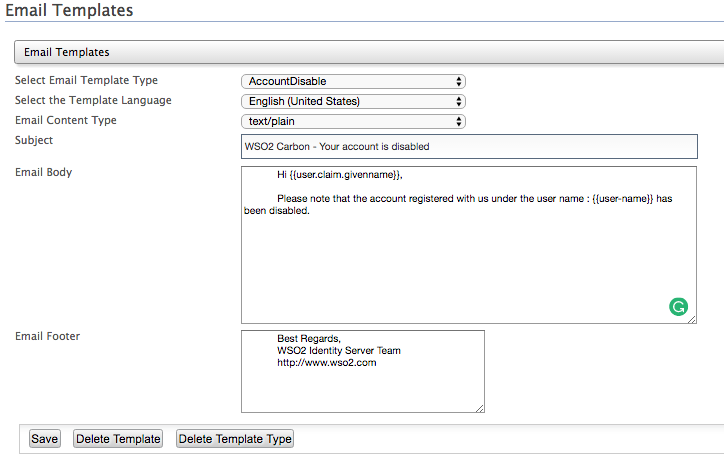 Email Templates
Email Templates
Select Email Template Type AccountDisable
Select the Template Language English (United States)
Email Content Type text/plain
Subject WSO2 Carbon - Your account is disabled
Email Body Hi {{user.claim.givenname}},
Please note that the account registered with us under the user name : {{user-name}} has
been disabled.
Email Footer Best Regards,
WSO2 Identity Server Team
http://www.wso2.com
Save Delete Template Delete Template Type